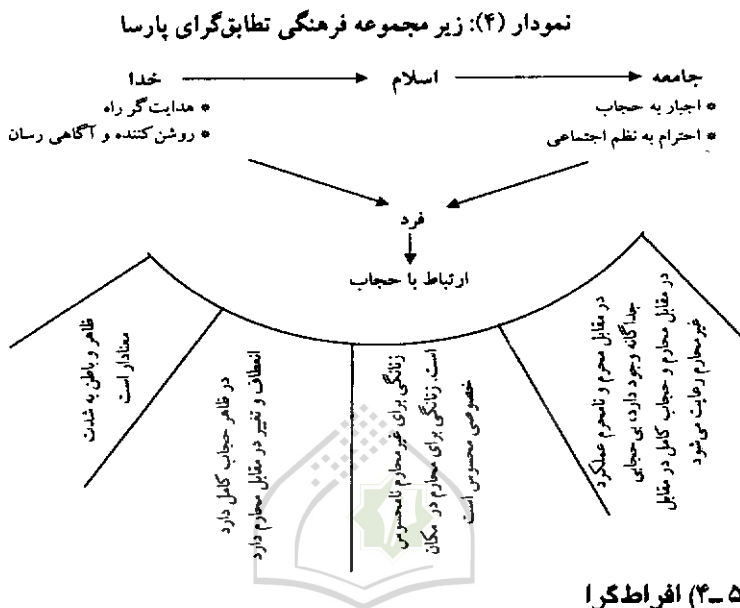 نمودار (۴): زیر مجموعه فرهنگی تطابق‌گرای پارسا
جامعه
اسلام
خدا
* اجبار به حجاب
* احترام به نظم اجتماعی
* هدایت‌گر راه
* روشن‌کننده و آگاهی رسان
فرد
ارتباط با حجاب
در مقابل محرم و نامحرم عملکرد
جداگانه وجود دارد، بی‌حجابی
در مقابل محارم و حجاب کامل در مقابل
غیرمحارم رعایت می‌شود
زنانگی برای غیرمحارم نامحسوس
است. زنانگی برای محارم در مکان
خصوصی محسوس است
در ظاهر حجاب کامل دارد
انعطاف و تغییر در مقابل محارم دارد
ظاهر و باطن به شدت
معنادار است
۵ـ۴) افراط‌گرا